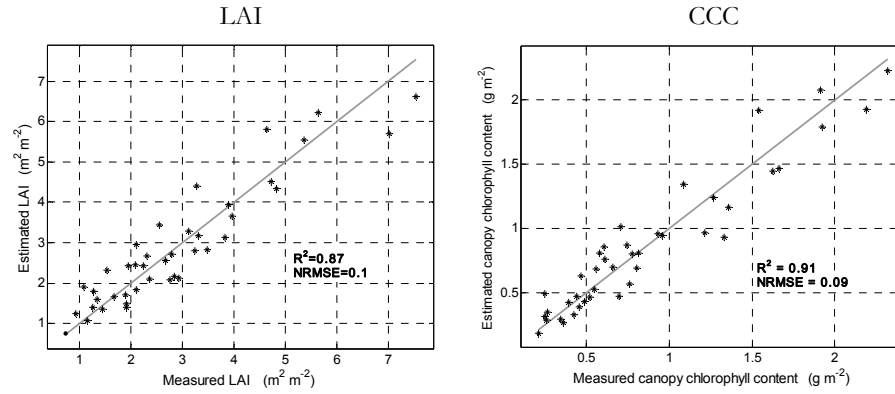 LAI
7
6
5
4
3
2
1
Estimated LAI (m² m⁻²)
R²=0.87
NRMSE=0.1
1 2 3 4 5 6 7
Measured LAI (m² m⁻²)
CCC
2
1.5
1
0.5
Estimated canopy chlorophyll content (g m⁻²)
R² = 0.91
NRMSE = 0.09
0.5 1 1.5 2
Measured canopy chlorophyll content (g m⁻²)